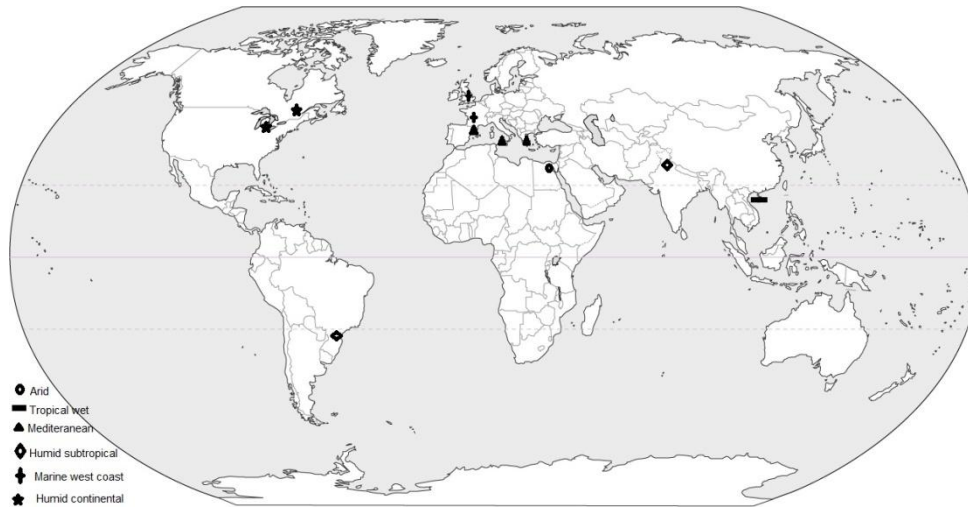 Arid
Tropical wet
Mediteranean
Humid subtropical
Marine west coast
Humid continental